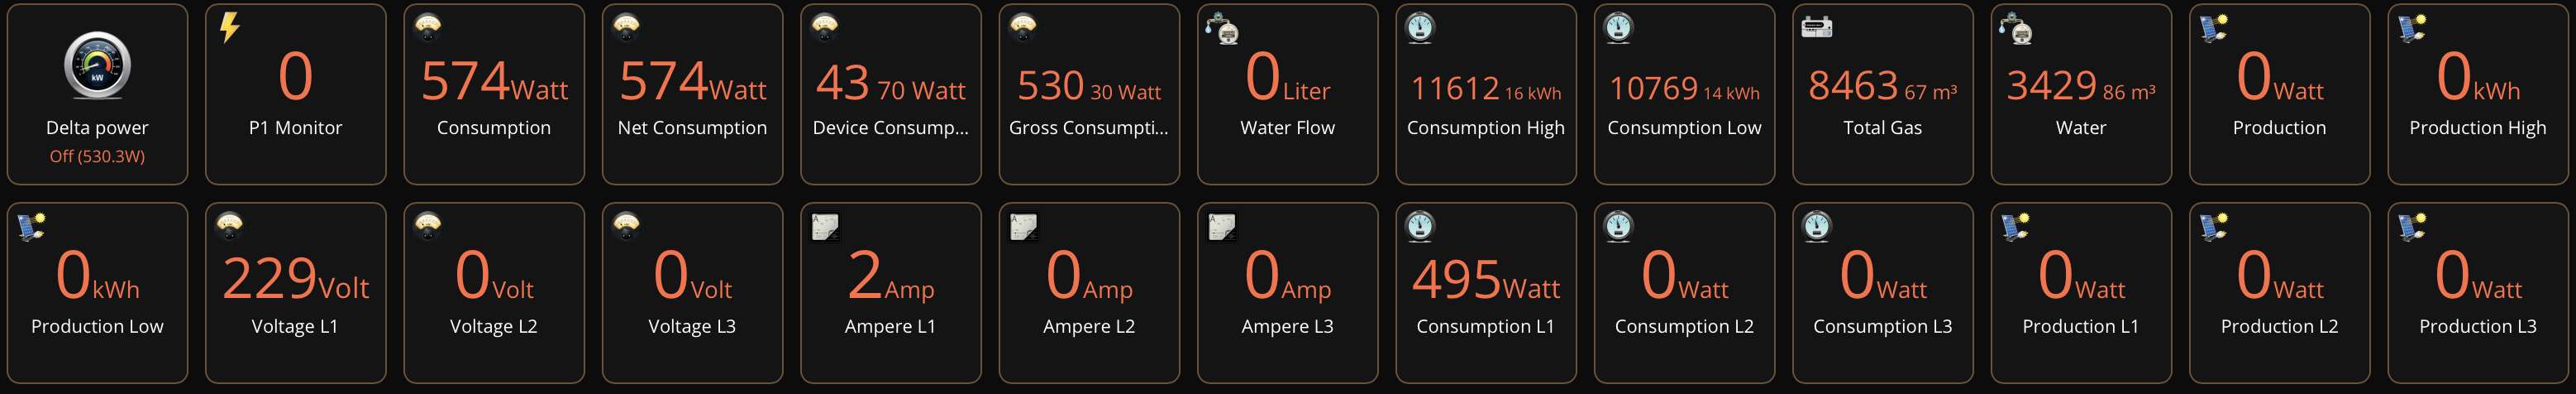 kW
Delta power
Off (530.3W)
0
P1 Monitor
574Watt
Consumption
574Watt
Net Consumption
43 70 Watt
Device Consump...
530 30 Watt
Gross Consumpti...
0Liter
Water Flow
11612 16 kWh
Consumption High
10769 14 kWh
Consumption Low
8463 67 m³
Total Gas
3429 86 m³
Water
0Watt
Production
0kWh
Production High
0kWh
Production Low
229Volt
Voltage L1
0Volt
Voltage L2
0Volt
Voltage L3
A
2Amp
Ampere L1
A
0Amp
Ampere L2
A
0Amp
Ampere L3
495Watt
Consumption L1
0Watt
Consumption L2
0Watt
Consumption L3
0Watt
Production L1
0Watt
Production L2
0Watt
Production L3